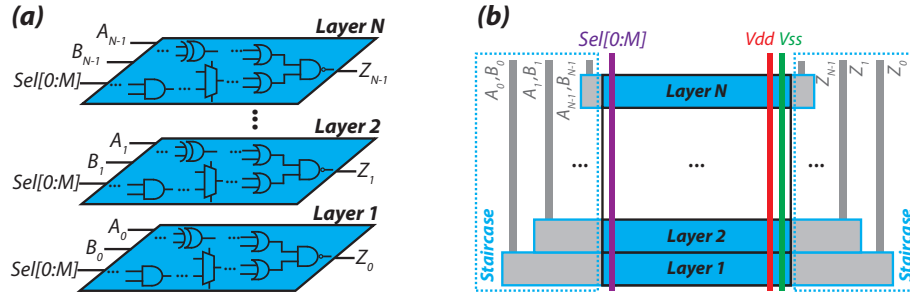 (a)
Layer N
A_{N-1}
B_{N-1}
Sel[0:M]
Z_{N-1}
Layer 2
A_1
B_1
Sel[0:M]
Z_1
Layer 1
A_0
B_0
Sel[0:M]
Z_0
(b)
Sel[0:M]
Vdd
Vss
A_0,B_0
A_1,B_1
A_{N-1},B_{N-1}
Z_{N-1}
Z_1
Z_0
Layer N
...
...
...
Layer 2
Layer 1
Staircase
Staircase